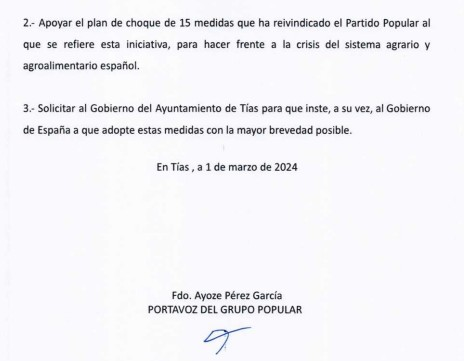 2.- Apoyar el plan de choque de 15 medidas que ha reivindicado el Partido Popular al
que se refiere esta iniciativa, para hacer frente a la crisis del sistema agrario y
agroalimentario español.
3.- Solicitar al Gobierno del Ayuntamiento de Tías para que inste, a su vez, al Gobierno
de España a que adopte estas medidas con la mayor brevedad posible.
En Tías , a 1 de marzo de 2024
Fdo. Ayoze Pérez García
PORTAVOZ DEL GRUPO POPULAR